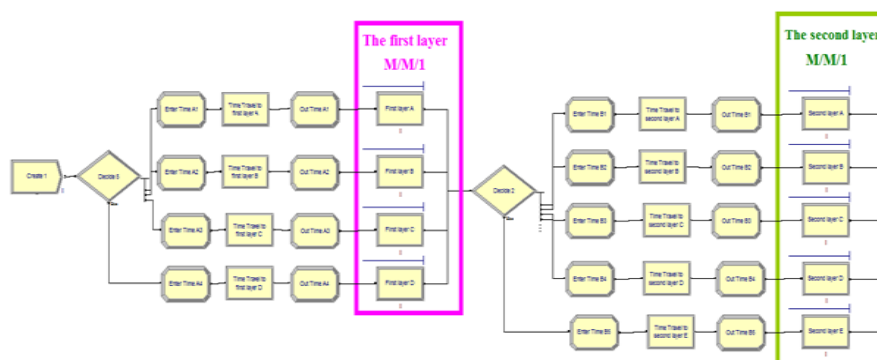 The first layer
M/M/1
The second layer
M/M/1
Create 1
Decide 5
Enter Time A1
Time Travel to
first layer A
Out Time A1
First layer A
Enter Time A2
Time Travel to
first layer B
Out Time A2
First layer B
Enter Time A3
Time Travel to
first layer C
Out Time A3
First layer C
Enter Time A4
Time Travel to
first layer D
Out Time A4
First layer D
Decide 2
Enter Time B1
Time Travel to
second layer A
Out Time B1
Second layer A
Enter Time B2
Time Travel to
second layer B
Out Time B2
Second layer B
Enter Time B3
Time Travel to
second layer C
Out Time B3
Second layer C
Enter Time B4
Time Travel to
second layer D
Out Time B4
Second layer D
Enter Time B5
Time Travel to
second layer E
Out Time B5
Second layer E